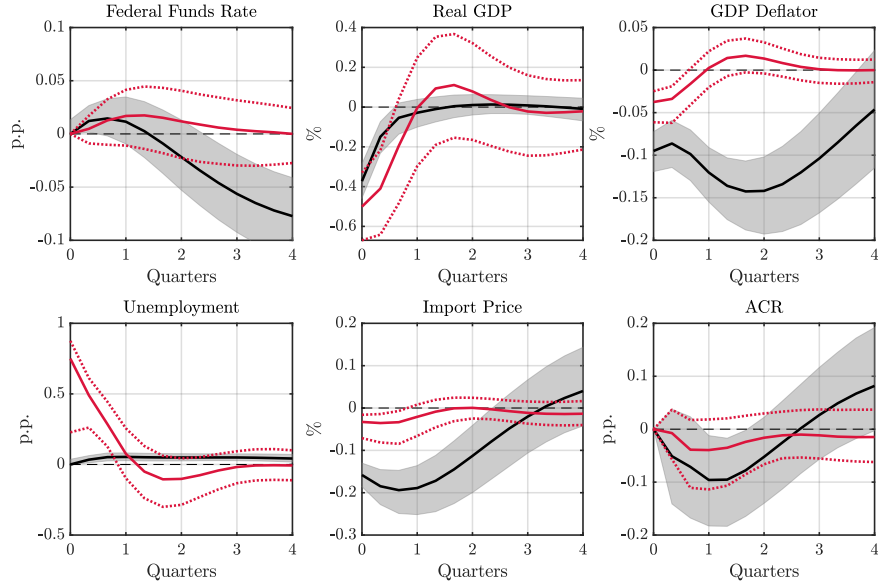 Federal Funds Rate
Real GDP
GDP Deflator
0.1
0.05
0
-0.05
-0.1
p.p.
0 1 2 3 4
Quarters
0.4
0.2
0
-0.2
-0.4
-0.6
%
0 1 2 3 4
Quarters
0.05
0
-0.05
-0.1
-0.15
-0.2
%
0 1 2 3 4
Quarters
Unemployment
Import Price
ACR
1
0.5
0
-0.5
p.p.
0 1 2 3 4
Quarters
0.2
0.1
0
-0.1
-0.2
-0.3
%
0 1 2 3 4
Quarters
0.2
0.1
0
-0.1
-0.2
p.p.
0 1 2 3 4
Quarters